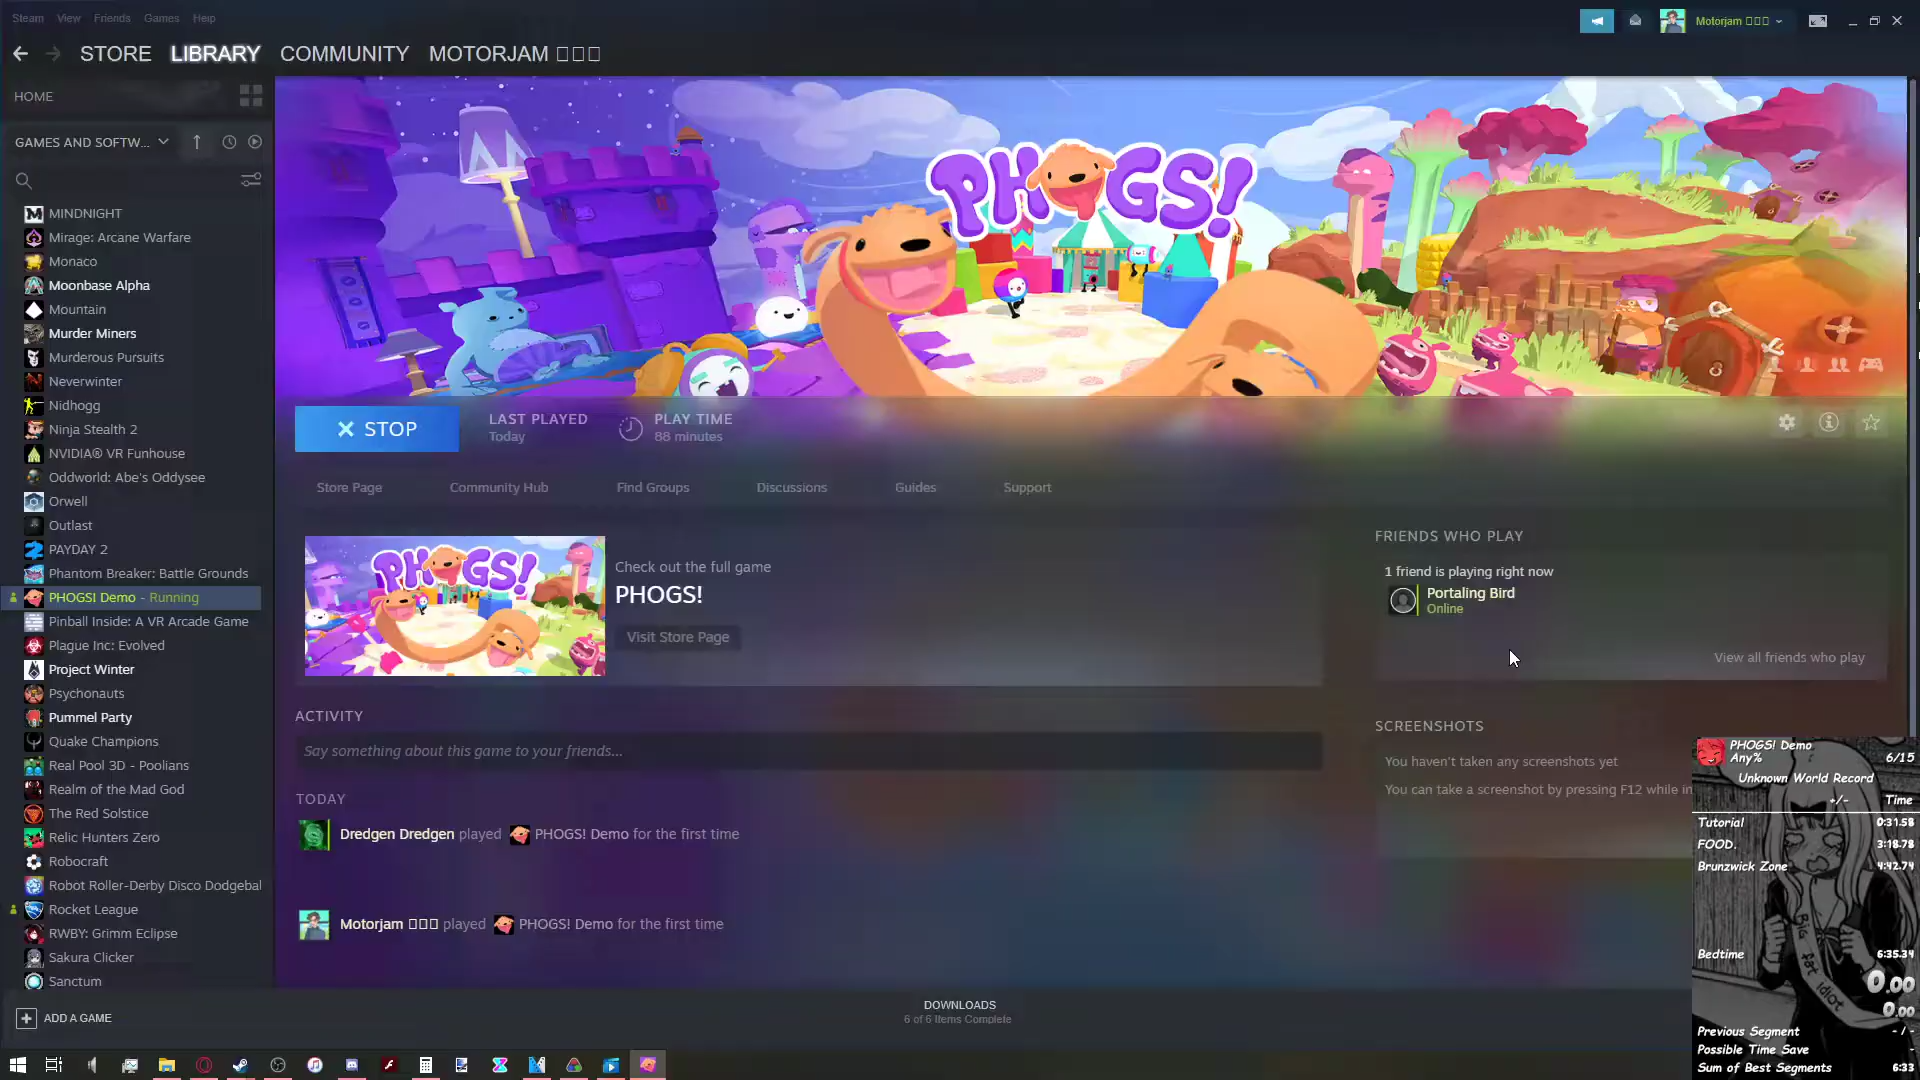 Steam View Friends Games Help
Motorjam □□□
STORE LIBRARY COMMUNITY MOTORJAM □□□
HOME
GAMES AND SOFTW...
MINDNIGHT
Mirage: Arcane Warfare
Monaco
Moonbase Alpha
Mountain
Murder Miners
Murderous Pursuits
Neverwinter
Nidhogg
Ninja Stealth 2
NVIDIA® VR Funhouse
Oddworld: Abe's Oddysee
Orwell
Outlast
PAYDAY 2
Phantom Breaker: Battle Grounds
PHOGS! Demo - Running
Pinball Inside: A VR Arcade Game
Plague Inc: Evolved
Project Winter
Psychonauts
Pummel Party
Quake Champions
Real Pool 3D - Poolians
Realm of the Mad God
The Red Solstice
Relic Hunters Zero
Robocraft
Robot Roller-Derby Disco Dodgebal
Rocket League
RWBY: Grimm Eclipse
Sakura Clicker
Sanctum
ADD A GAME
PHOGS!
STOP
LAST PLAYED
Today
PLAY TIME
88 minutes
Store Page Community Hub Find Groups Discussions Guides Support
PHOGS!
Check out the full game
PHOGS!
Visit Store Page
FRIENDS WHO PLAY
1 friend is playing right now
Portaling Bird
Online
View all friends who play
ACTIVITY
Say something about this game to your friends...
TODAY
Dredgen Dredgen played PHOGS! Demo for the first time
Motorjam □□□ played PHOGS! Demo for the first time
SCREENSHOTS
You haven't taken any screenshots yet
You can take a screenshot by pressing F12 while in
DOWNLOADS
6 of 6 Items Complete
PHOGS! Demo
Any% 6/15
Unknown World Record
+/- Time
Tutorial 0:31.58
FOOD. 3:18.78
Brunzwick Zone 4:42.74
Bedtime 6:35.34
Big fat idiot
0.00
0.00
Previous Segment - / -
Possible Time Save -
Sum of Best Segments 6:33